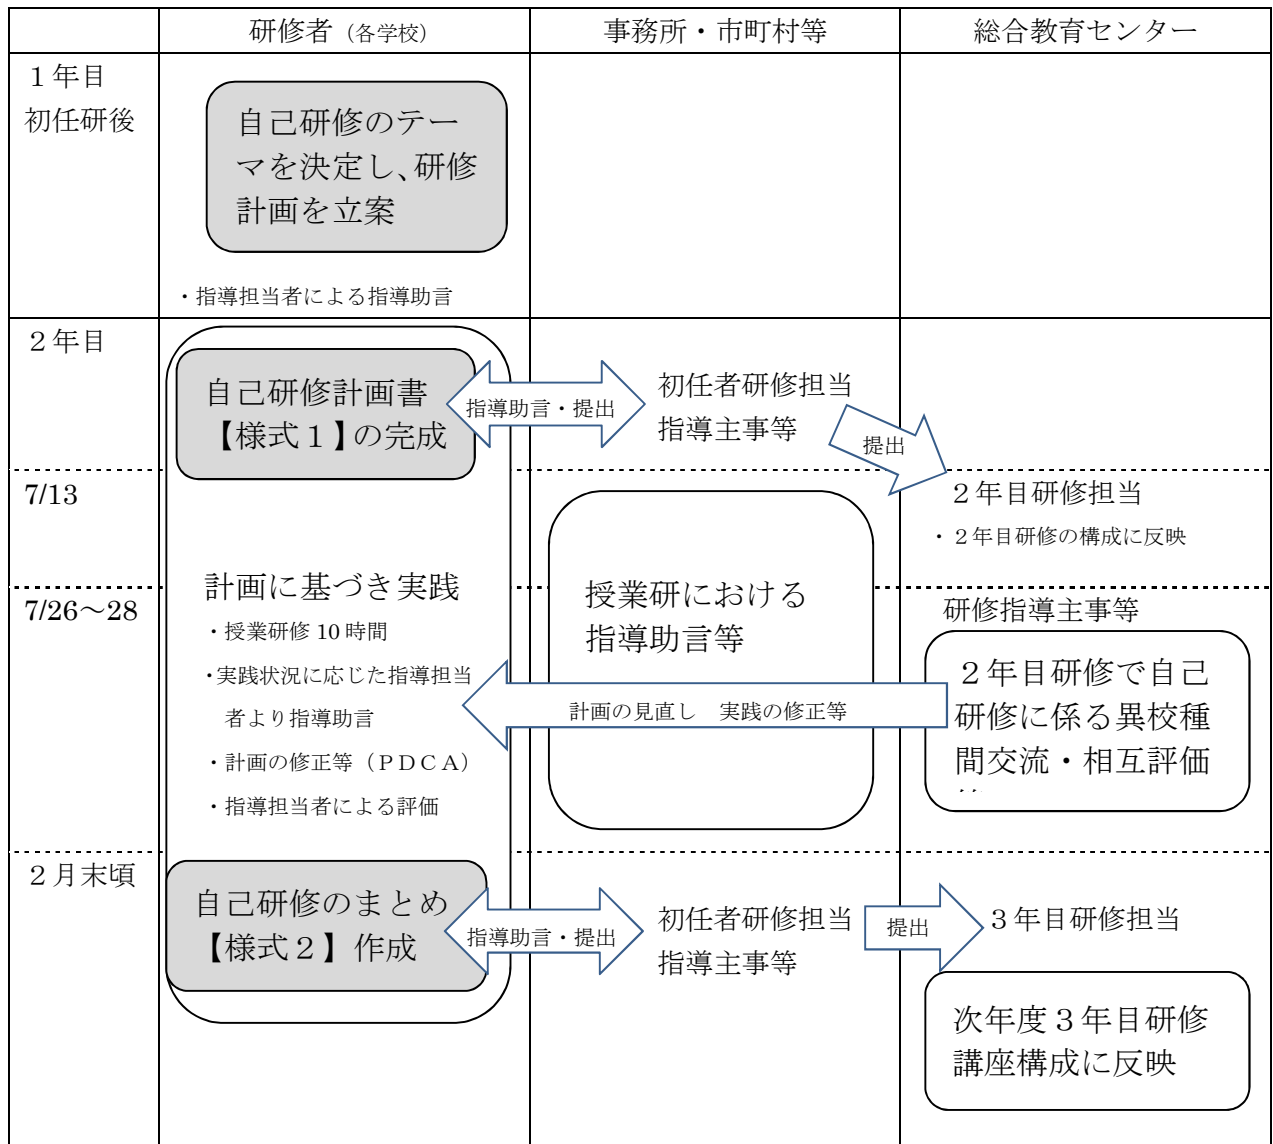 研修者（各学校）
事務所・市町村等
総合教育センター
１年目
初任研後
自己研修のテー
マを決定し、研修
計画を立案
・指導担当者による指導助言
２年目
自己研修計画書
【様式１】の完成
指導助言・提出
初任者研修担当
指導主事等
提出
7/13
２年目研修担当
・２年目研修の構成に反映
7/26～28
計画に基づき実践
・授業研修 10 時間
・実践状況に応じた指導担当
者より指導助言
・計画の修正等（ＰＤＣＡ）
・指導担当者による評価
授業研における
指導助言等
計画の見直し　実践の修正等
研修指導主事等
２年目研修で自己
研修に係る異校種
間交流・相互評価
２月末頃
自己研修のまとめ
【様式２】作成
指導助言・提出
初任者研修担当
指導主事等
提出
３年目研修担当
次年度３年目研修
講座構成に反映